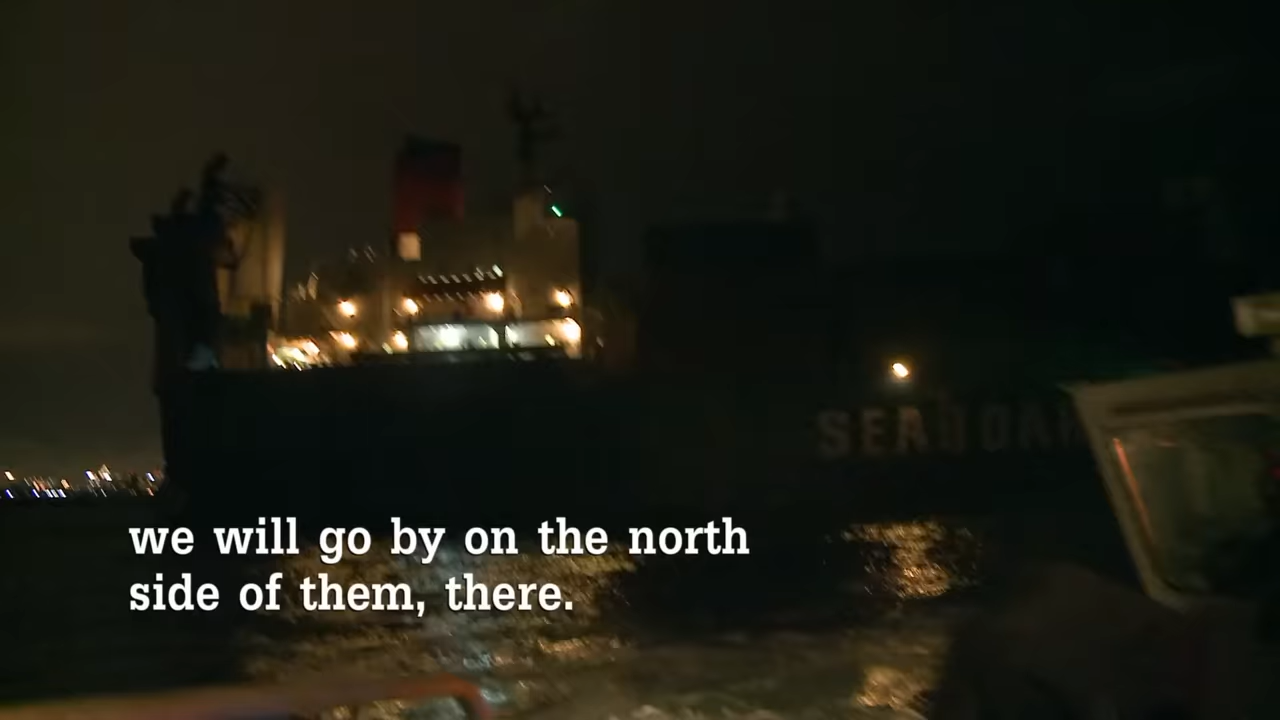 we will go by on the north
side of them, there.